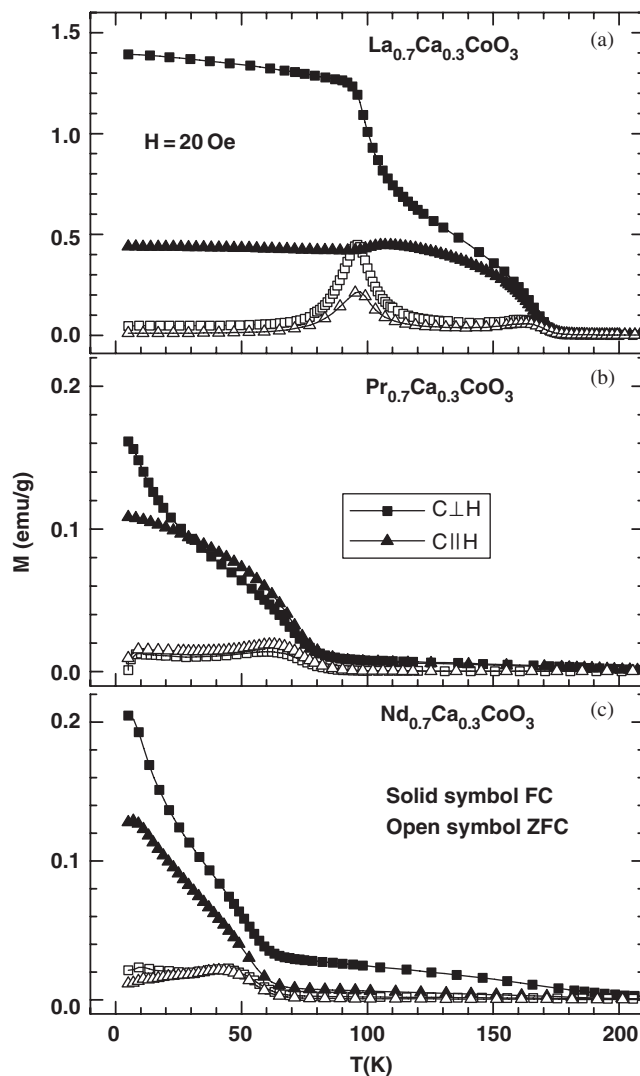 1.5
La0.7Ca0.3CoO3
(a)
H = 20 Oe
1.0
0.5
0.0
0.2
Pr0.7Ca0.3CoO3
(b)
C⊥H
C||H
0.1
0.0
M (emu/g)
0.2
Nd0.7Ca0.3CoO3
(c)
Solid symbol FC
Open symbol ZFC
0.1
0.0
0 50 100 150 200
T(K)